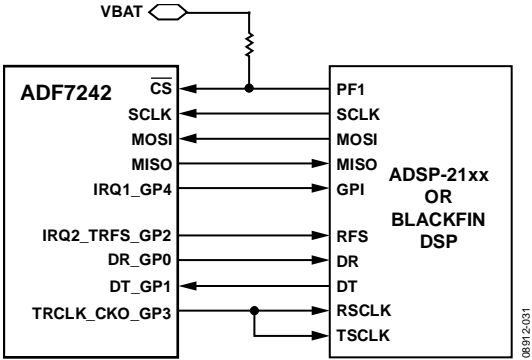 VBAT
ADF7242
CS
SCLK
MOSI
MISO
IRQ1_GP4
IRQ2_TRFS_GP2
DR_GP0
DT_GP1
TRCLK_CKO_GP3
PF1
SCLK
MOSI
MISO
GPI
RFS
DR
DT
RSCLK
TSCLK
ADSP-21xx
OR
BLACKFIN
DSP
08912-031